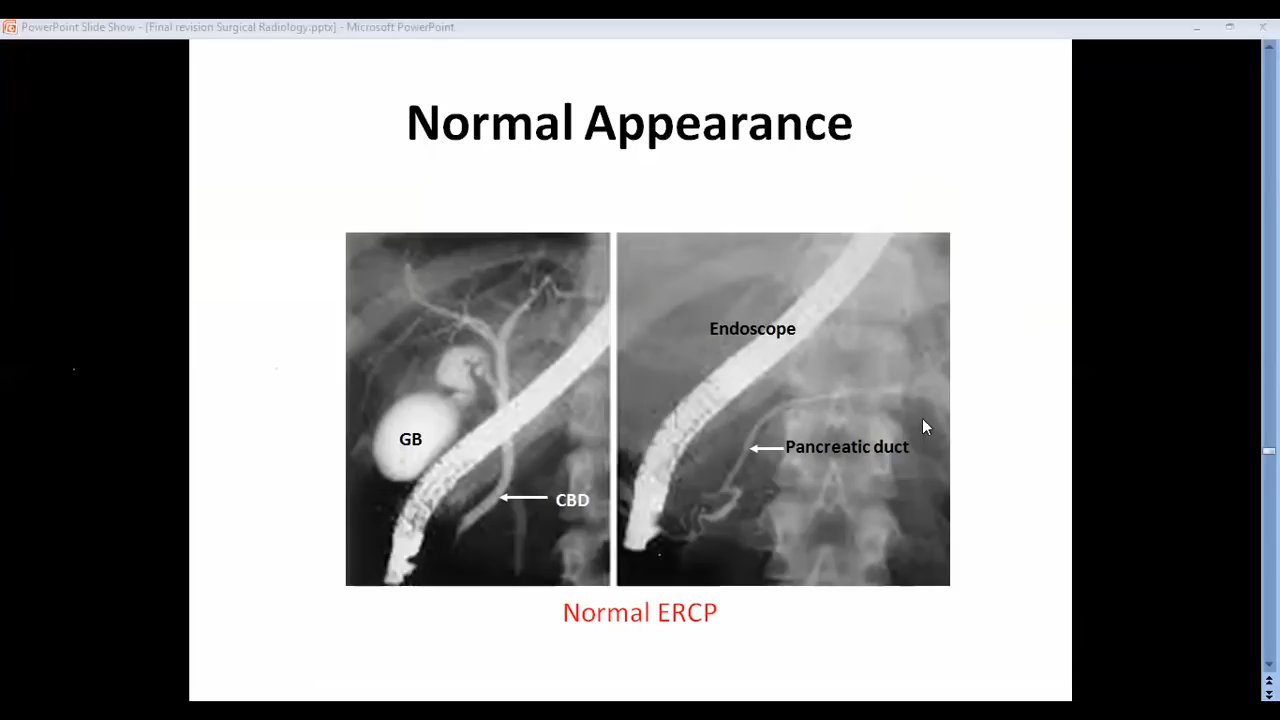 PowerPoint Slide Show - [Final revision Surgical Radiology.pptx] - Microsoft PowerPoint
Normal Appearance
Endoscope
GB
Pancreatic duct
CBD
Normal ERCP